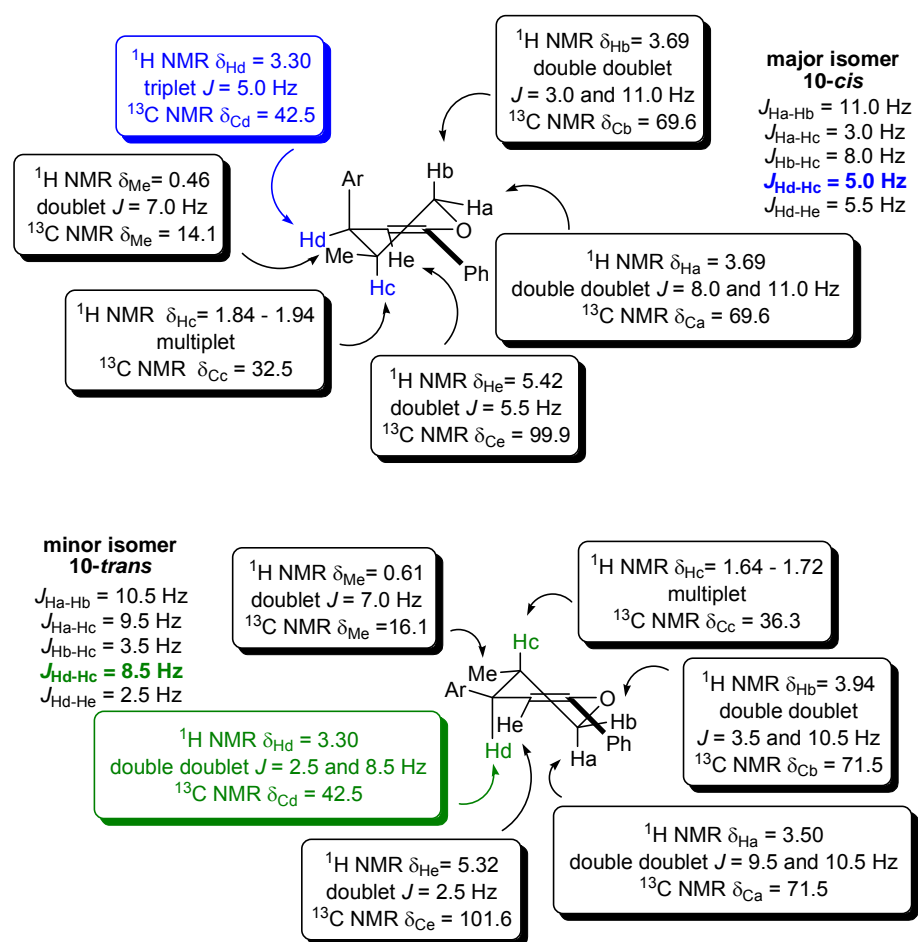 ¹H NMR δHd = 3.30
triplet J = 5.0 Hz
¹³C NMR δCd = 42.5
¹H NMR δHb= 3.69
double doublet
J = 3.0 and 11.0 Hz
¹³C NMR δCb = 69.6
major isomer
10-cis
JHa-Hb = 11.0 Hz
JHa-Hc = 3.0 Hz
JHb-Hc = 8.0 Hz
JHd-Hc = 5.0 Hz
JHd-He = 5.5 Hz
¹H NMR δMe= 0.46
doublet J = 7.0 Hz
¹³C NMR δMe = 14.1
Ar
Hb
Ha
O
Hd
Me
He
Ph
Hc
¹H NMR δHa = 3.69
double doublet J = 8.0 and 11.0 Hz
¹³C NMR δCa = 69.6
¹H NMR δHc= 1.84 - 1.94
multiplet
¹³C NMR δCc = 32.5
¹H NMR δHe= 5.42
doublet J = 5.5 Hz
¹³C NMR δCe = 99.9
minor isomer
10-trans
JHa-Hb = 10.5 Hz
JHa-Hc = 9.5 Hz
JHb-Hc = 3.5 Hz
JHd-Hc = 8.5 Hz
JHd-He = 2.5 Hz
¹H NMR δMe= 0.61
doublet J = 7.0 Hz
¹³C NMR δMe =16.1
¹H NMR δHc= 1.64 - 1.72
multiplet
¹³C NMR δCc = 36.3
Hc
Me
Ar
O
He
Hb
Ph
Hd
Ha
¹H NMR δHb= 3.94
double doublet
J = 3.5 and 10.5 Hz
¹³C NMR δCb = 71.5
¹H NMR δHd = 3.30
double doublet J = 2.5 and 8.5 Hz
¹³C NMR δCd = 42.5
¹H NMR δHe= 5.32
doublet J = 2.5 Hz
¹³C NMR δCe = 101.6
¹H NMR δHa = 3.50
double doublet J = 9.5 and 10.5 Hz
¹³C NMR δCa = 71.5